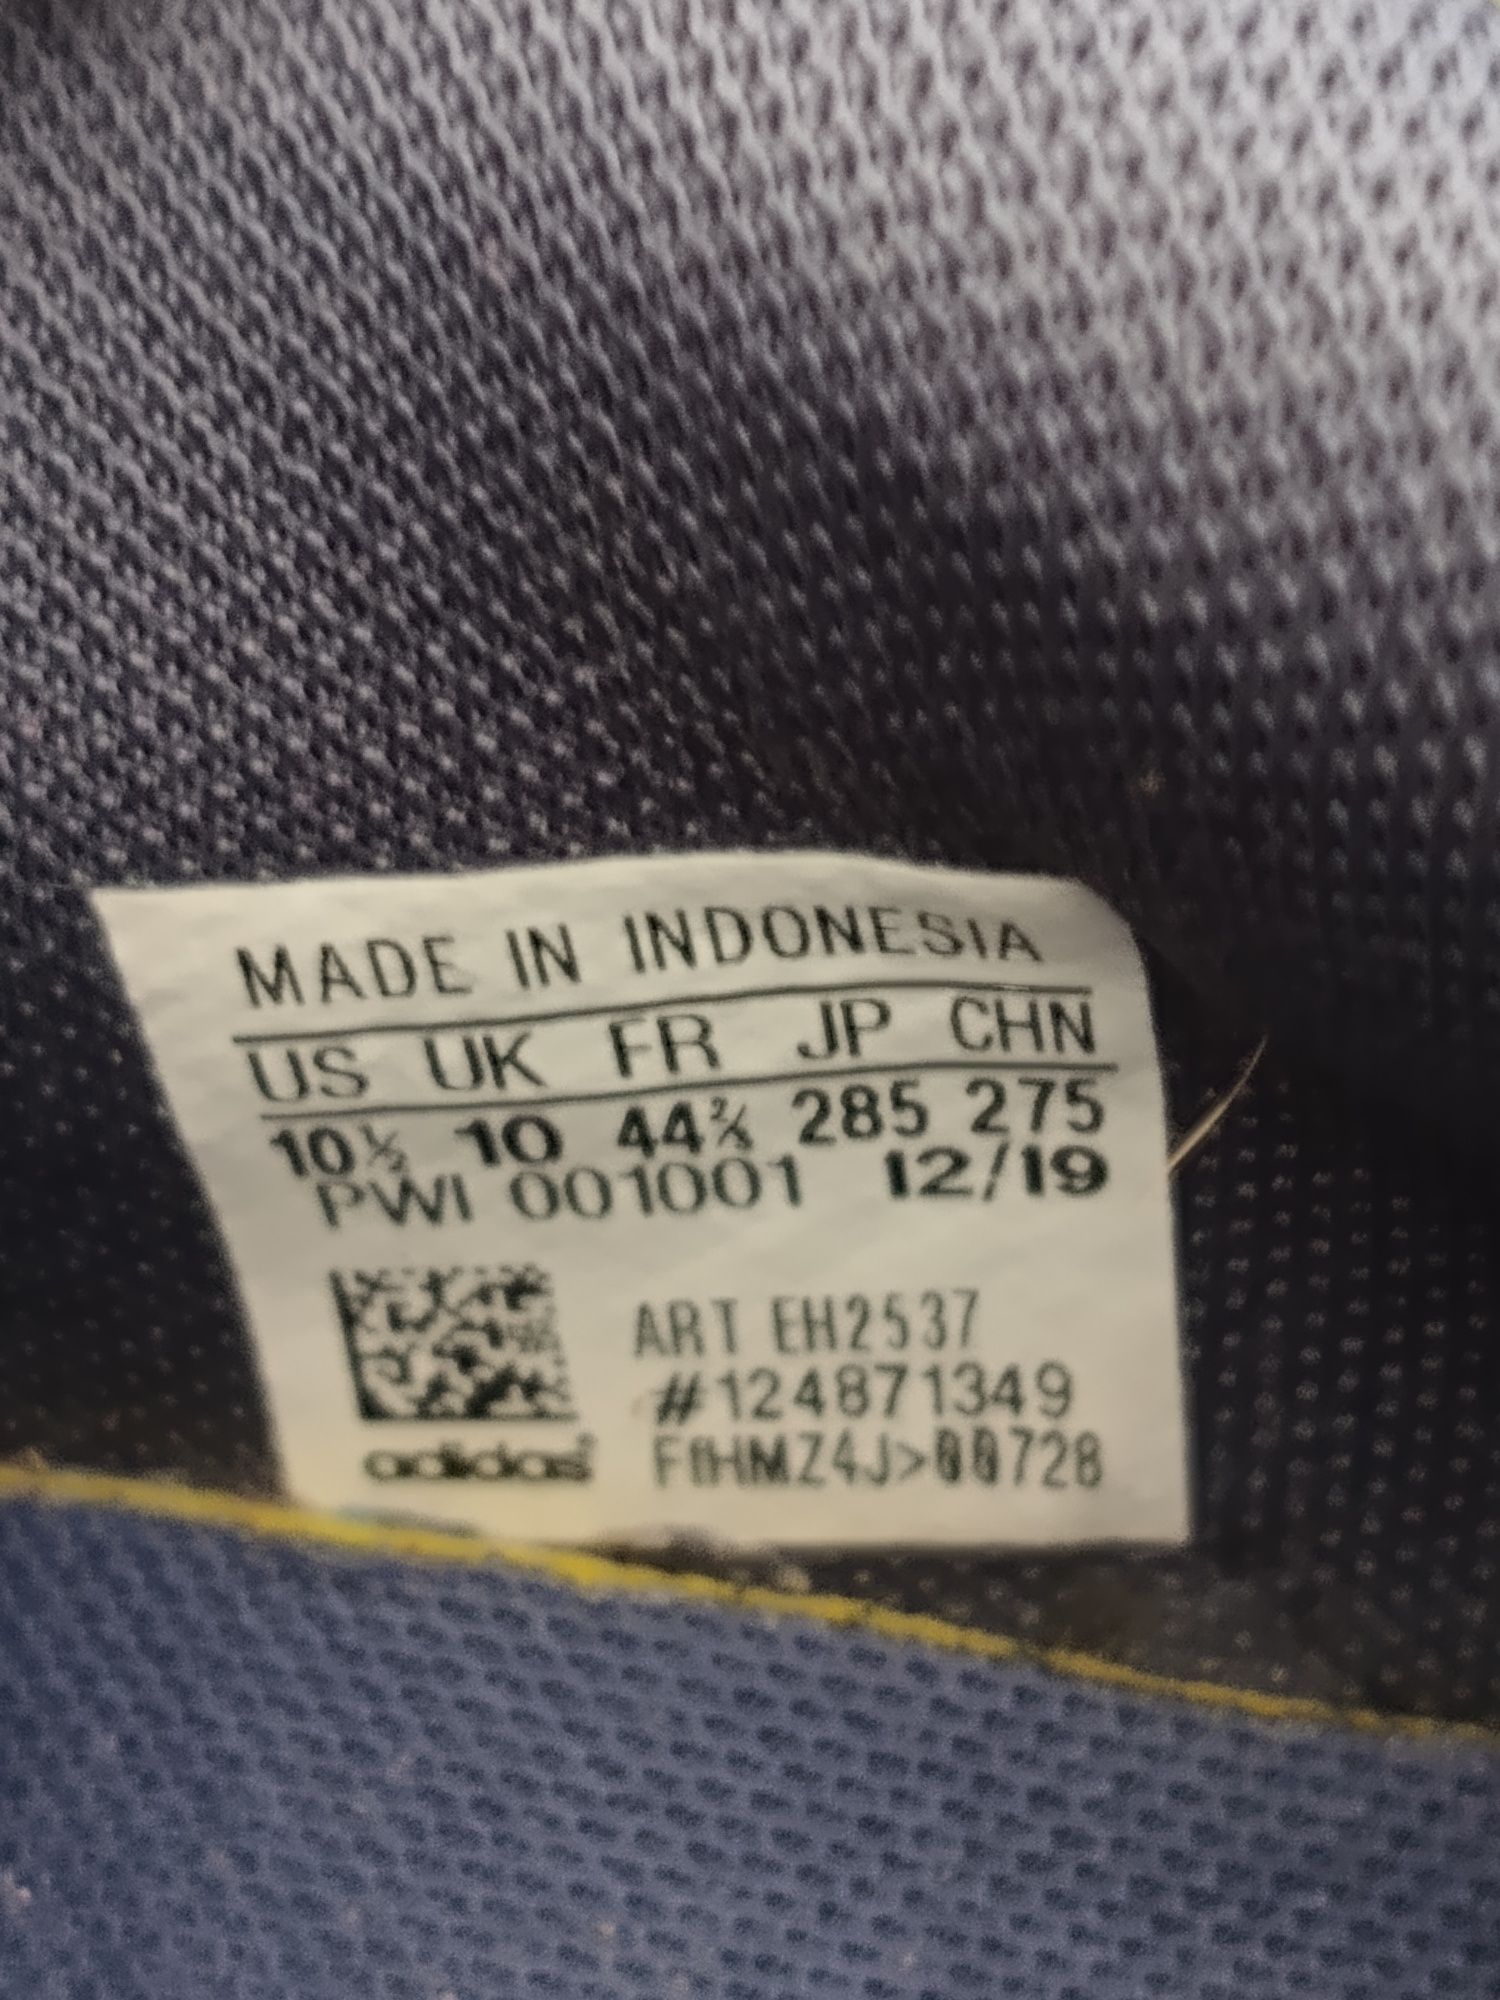 MADE IN INDONESIA
US UK FR JP CHN
10½ 10 44⅔ 285 275
PWI 001001 12/19
ART EH2537
#124871349
adidas